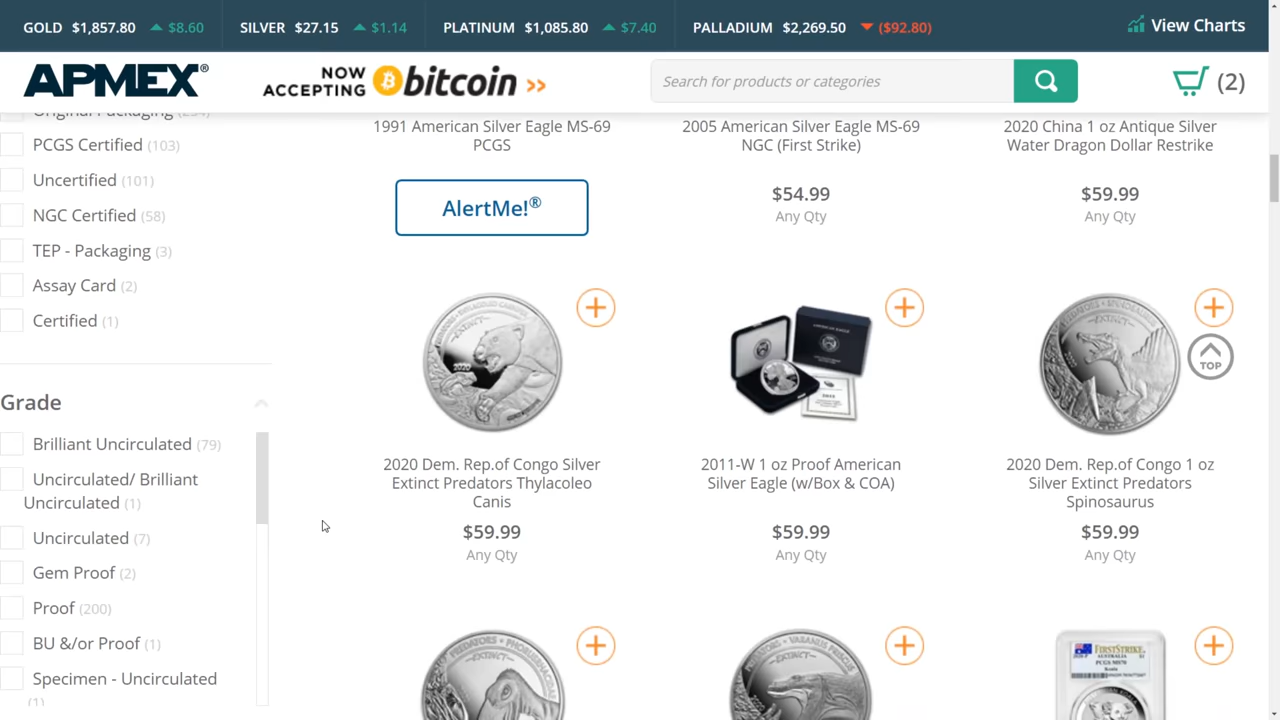 GOLD $1,857.80 $8.60 SILVER $27.15 $1.14 PLATINUM $1,085.80 $7.40 PALLADIUM $2,269.50 ($92.80) View Charts
APMEX®
NOW
ACCEPTING bitcoin >>
Search for products or categories
(2)
Original Packaging
PCGS Certified (103)
Uncertified (101)
NGC Certified (58)
TEP - Packaging (3)
Assay Card (2)
Certified (1)
Grade
Brilliant Uncirculated (79)
Uncirculated/ Brilliant
Uncirculated (1)
Uncirculated (7)
Gem Proof (2)
Proof (200)
BU &/or Proof (1)
Specimen - Uncirculated
(1)
1991 American Silver Eagle MS-69
PCGS
AlertMe!®
2005 American Silver Eagle MS-69
NGC (First Strike)
$54.99
Any Qty
2020 China 1 oz Antique Silver
Water Dragon Dollar Restrike
$59.99
Any Qty
TOP
2020 Dem. Rep.of Congo Silver
Extinct Predators Thylacoleo
Canis
$59.99
Any Qty
2011-W 1 oz Proof American
Silver Eagle (w/Box & COA)
$59.99
Any Qty
2020 Dem. Rep.of Congo 1 oz
Silver Extinct Predators
Spinosaurus
$59.99
Any Qty
FIRSTSTRIKE